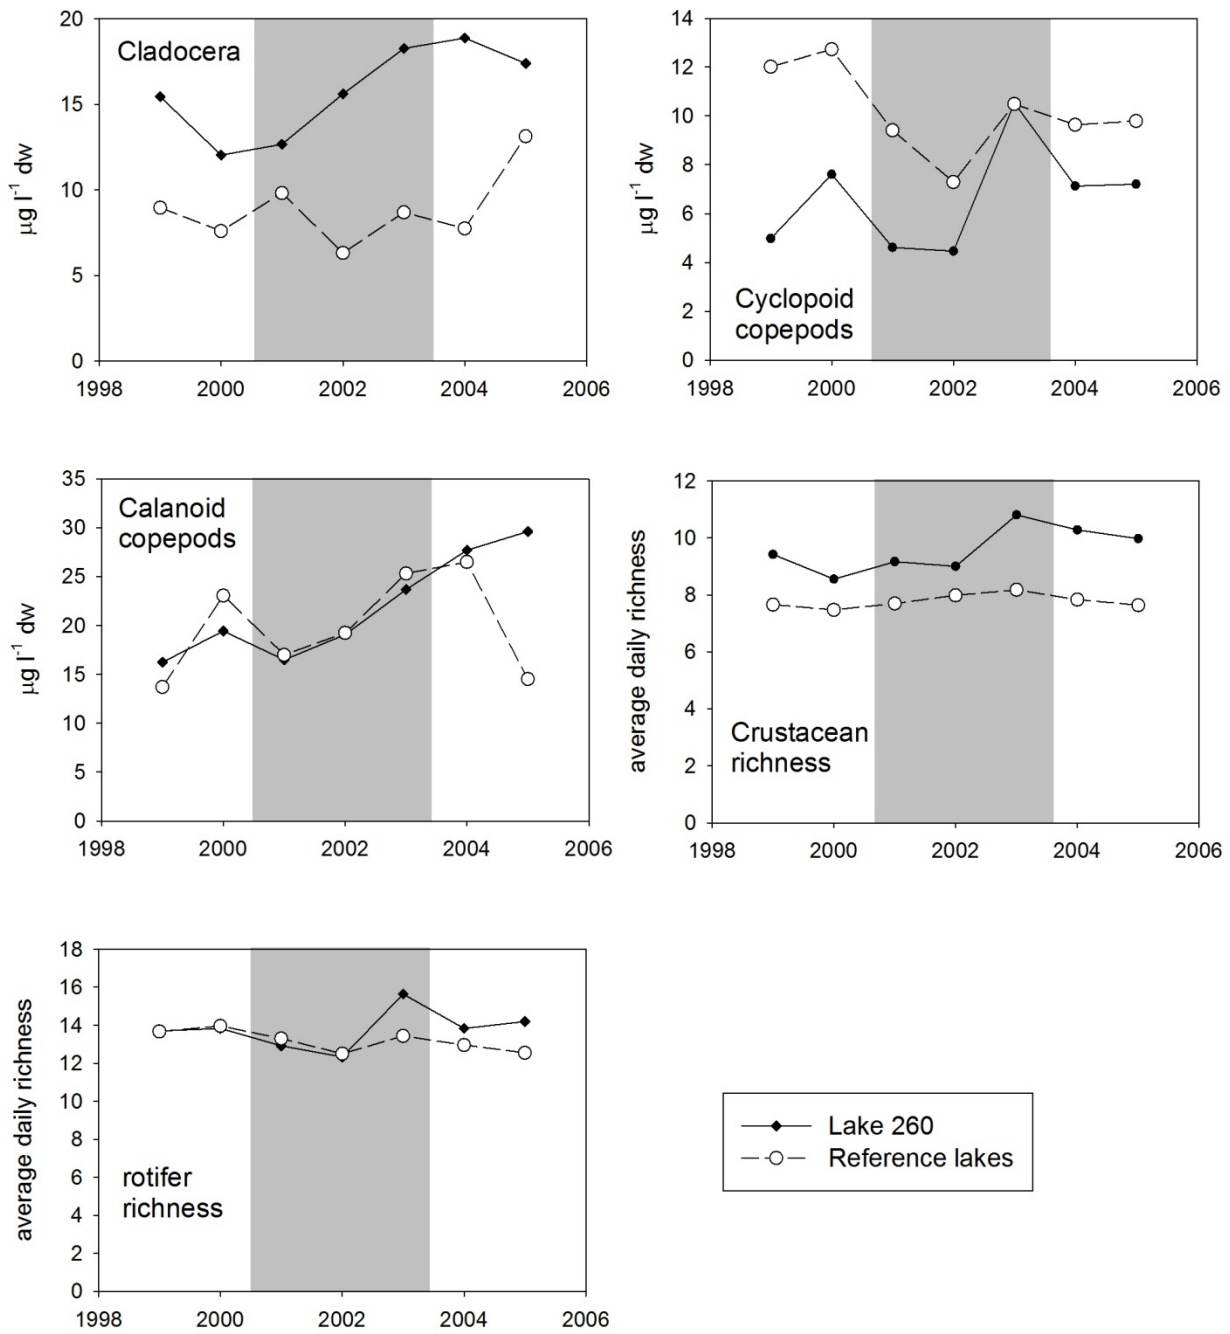 Cladocera
μg l⁻¹ dw
20
15
10
5
0
1998 2000 2002 2004 2006
Cyclopoid
copepods
μg l⁻¹ dw
14
12
10
8
6
4
2
0
1998 2000 2002 2004 2006
Calanoid
copepods
μg l⁻¹ dw
35
30
25
20
15
10
5
0
1998 2000 2002 2004 2006
Crustacean
richness
average daily richness
12
10
8
6
4
2
0
1998 2000 2002 2004 2006
rotifer
richness
average daily richness
18
16
14
12
10
8
6
4
2
0
1998 2000 2002 2004 2006
Lake 260
Reference lakes